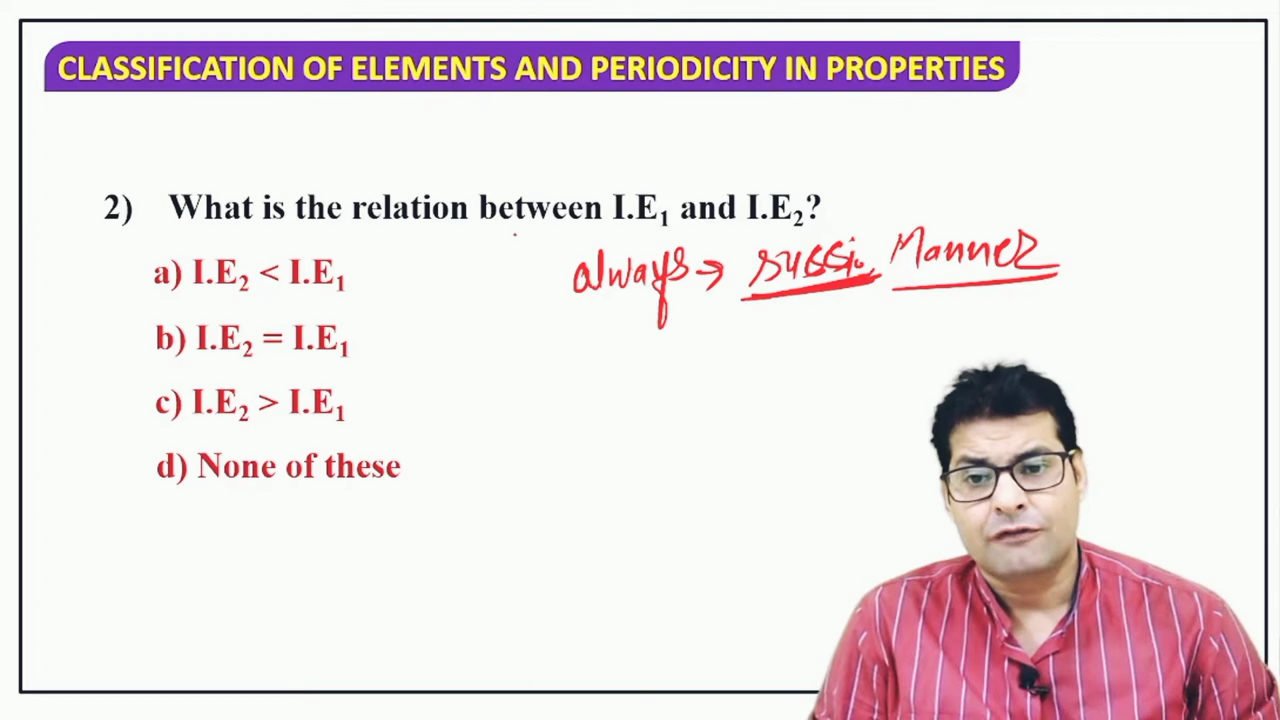 CLASSIFICATION OF ELEMENTS AND PERIODICITY IN PROPERTIES
2) What is the relation between I.E₁ and I.E₂?
always → Manner
a) I.E₂ < I.E₁
b) I.E₂ = I.E₁
c) I.E₂ > I.E₁
d) None of these